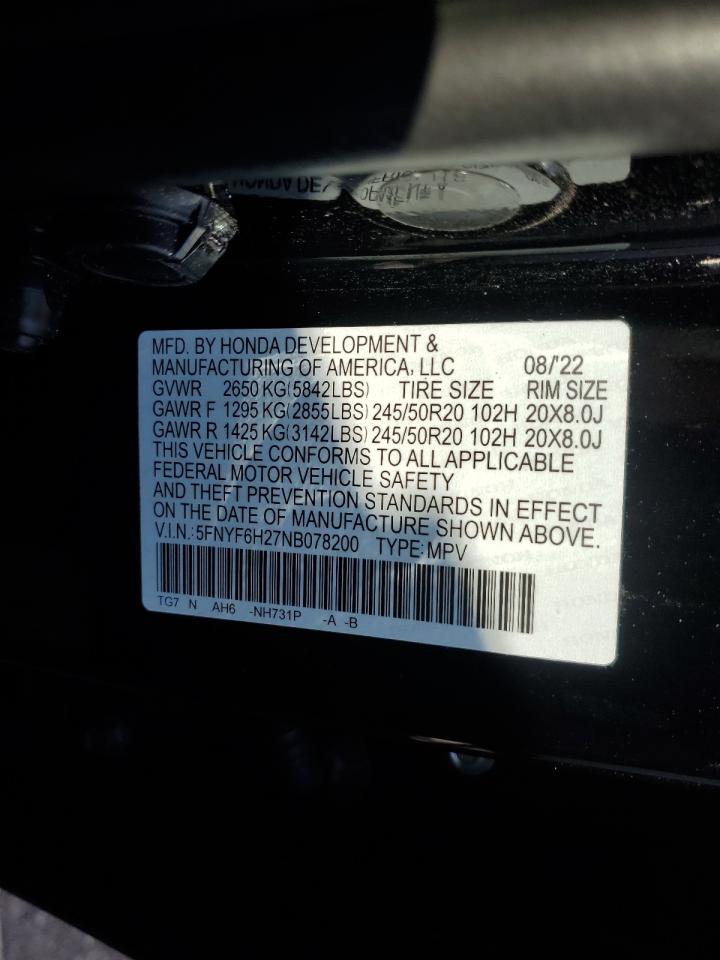 HONDA DE
MFD. BY HONDA DEVELOPMENT &
MANUFACTURING OF AMERICA, LLC 08/'22
GVWR 2650 KG(5842LBS) TIRE SIZE RIM SIZE
GAWR F 1295 KG(2855LBS) 245/50R20 102H 20X8.0J
GAWR R 1425 KG(3142LBS) 245/50R20 102H 20X8.0J
THIS VEHICLE CONFORMS TO ALL APPLICABLE
FEDERAL MOTOR VEHICLE SAFETY
AND THEFT PREVENTION STANDARDS IN EFFECT
ON THE DATE OF MANUFACTURE SHOWN ABOVE.
V.I.N.:5FNYF6H27NB078200 TYPE:MPV
TG7 N AH6 -NH731P -A -B